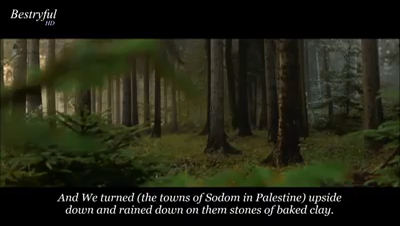 Bestryful
HD
And We turned (the towns of Sodom in Palestine) upside
down and rained down on them stones of baked clay.